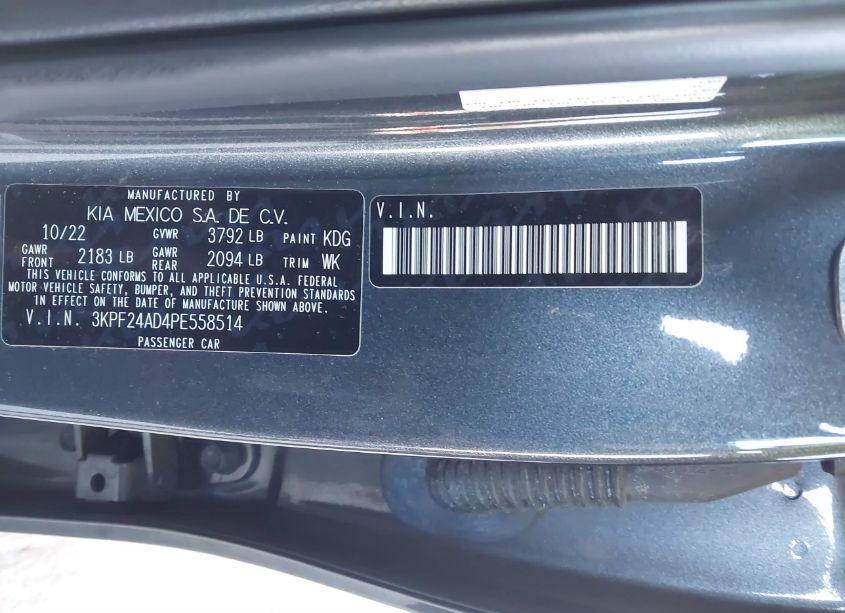 MANUFACTURED BY
KIA MEXICO S.A. DE C.V.
10/22 GVWR 3792 LB PAINT KDG
GAWR FRONT 2183 LB GAWR REAR 2094 LB TRIM WK
THIS VEHICLE CONFORMS TO ALL APPLICABLE U.S.A. FEDERAL
MOTOR VEHICLE SAFETY, BUMPER, AND THEFT PREVENTION STANDARDS
IN EFFECT ON THE DATE OF MANUFACTURE SHOWN ABOVE.
V.I.N. 3KPF24AD4PE558514
PASSENGER CAR
V.I.N.